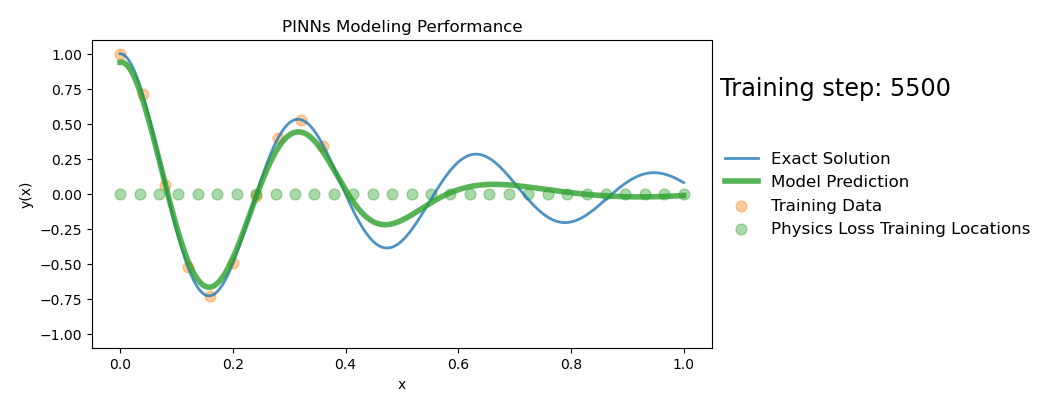 PINNs Modeling Performance
1.00
0.75
0.50
0.25
0.00
−0.25
−0.50
−0.75
−1.00
y(x)
0.0 0.2 0.4 0.6 0.8 1.0
x
Training step: 5500
Exact Solution
Model Prediction
Training Data
Physics Loss Training Locations